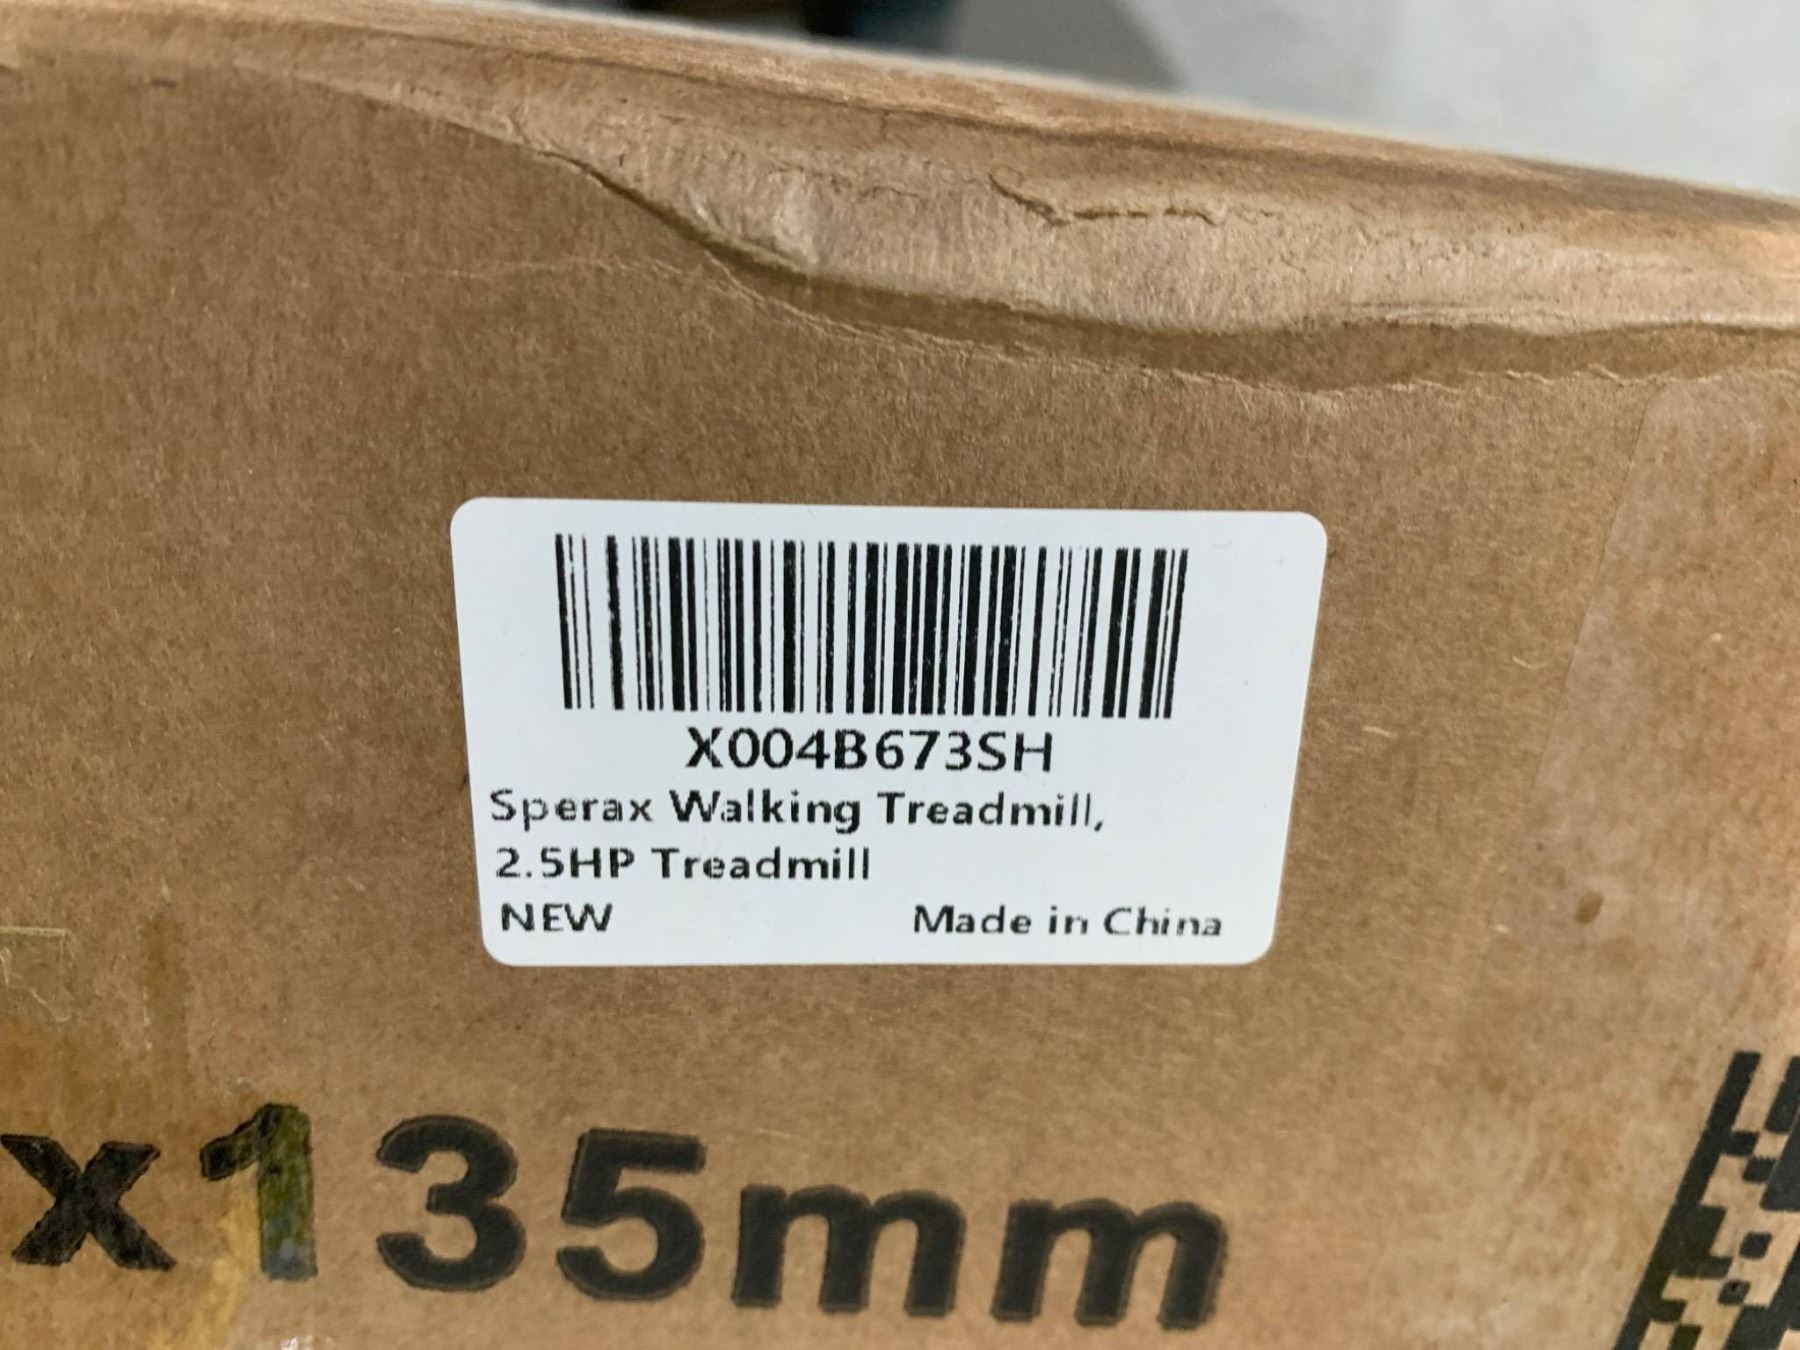 X004B673SH
Sperax Walking Treadmill,
2.5HP Treadmill
NEW Made in China
x135mm